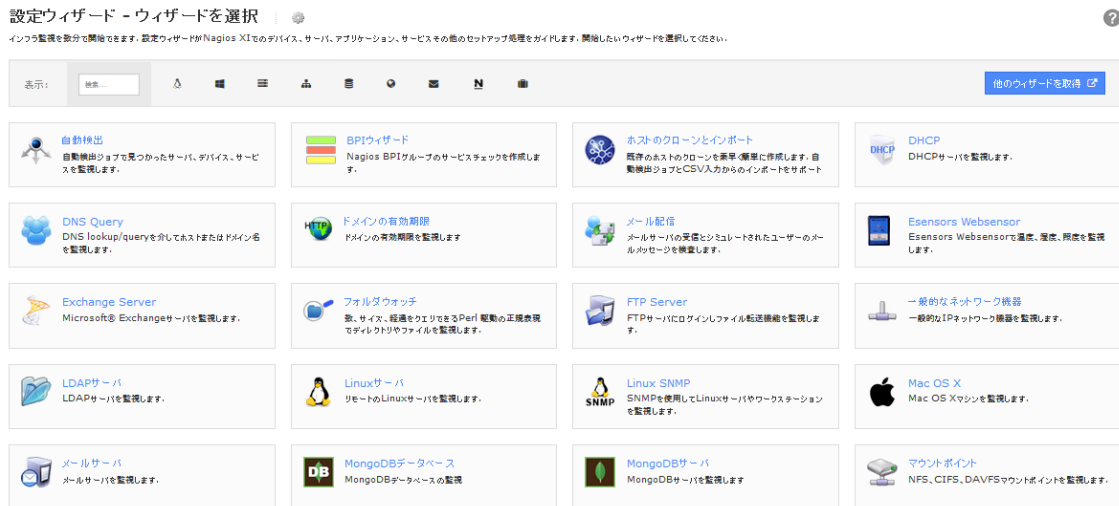 設定ウィザード - ウィザードを選択
インフラ監視を数分で開始できます. 設定ウィザードがNagios XIでのデバイス、サーバ、アプリケーション、サービスその他のセットアップ処理をガイドします. 開始したいウィザードを選択してください.
表示:
検索...
N
他のウィザードを取得
自動検出
自動検出ジョブで見つかったサーバ、デバイス、サービ
スを監視します.
BPIウィザード
Nagios BPIグループのサービスチェックを作成しま
す.
ホストのクローンとインポート
既存のホストのクローンを素早く簡単に作成します. 自
動検出ジョブとCSV入力からのインポートをサポート
DHCP
DHCP
DHCPサーバを監視します.
DNS Query
DNS lookup/queryを介してホストまたはドメイン名
を監視します.
HTTP
ドメインの有効期限
ドメインの有効期限を監視します
メール配信
メールサーバの受信とシミュレートされたユーザーのメー
ルメッセージを検査します.
Esensors Websensor
Esensors Websensorで温度、湿度、照度を監視
します.
Exchange Server
Microsoft® Exchangeサーバを監視します.
フォルダウォッチ
数、サイズ、経過をクエリできるPerl 駆動の正規表現
でディレクトリやファイルを監視します.
FTP Server
FTPサーバにログインしファイル転送機能を監視しま
す.
一般的なネットワーク機器
一般的なIPネットワーク機器を監視します.
LDAPサーバ
LDAPサーバを監視します.
Linuxサーバ
リモートのLinuxサーバを監視します.
SNMP
Linux SNMP
SNMPを使用してLinuxサーバやワークステーション
を監視します.
Mac OS X
Mac OS Xマシンを監視します.
メールサーバ
メールサーバを監視します.
DB
MongoDBデータベース
MongoDBデータベースの監視
MongoDBサーバ
MongoDBサーバを監視します
マウントポイント
NFS、CIFS、DAVFSマウントポイントを監視します.